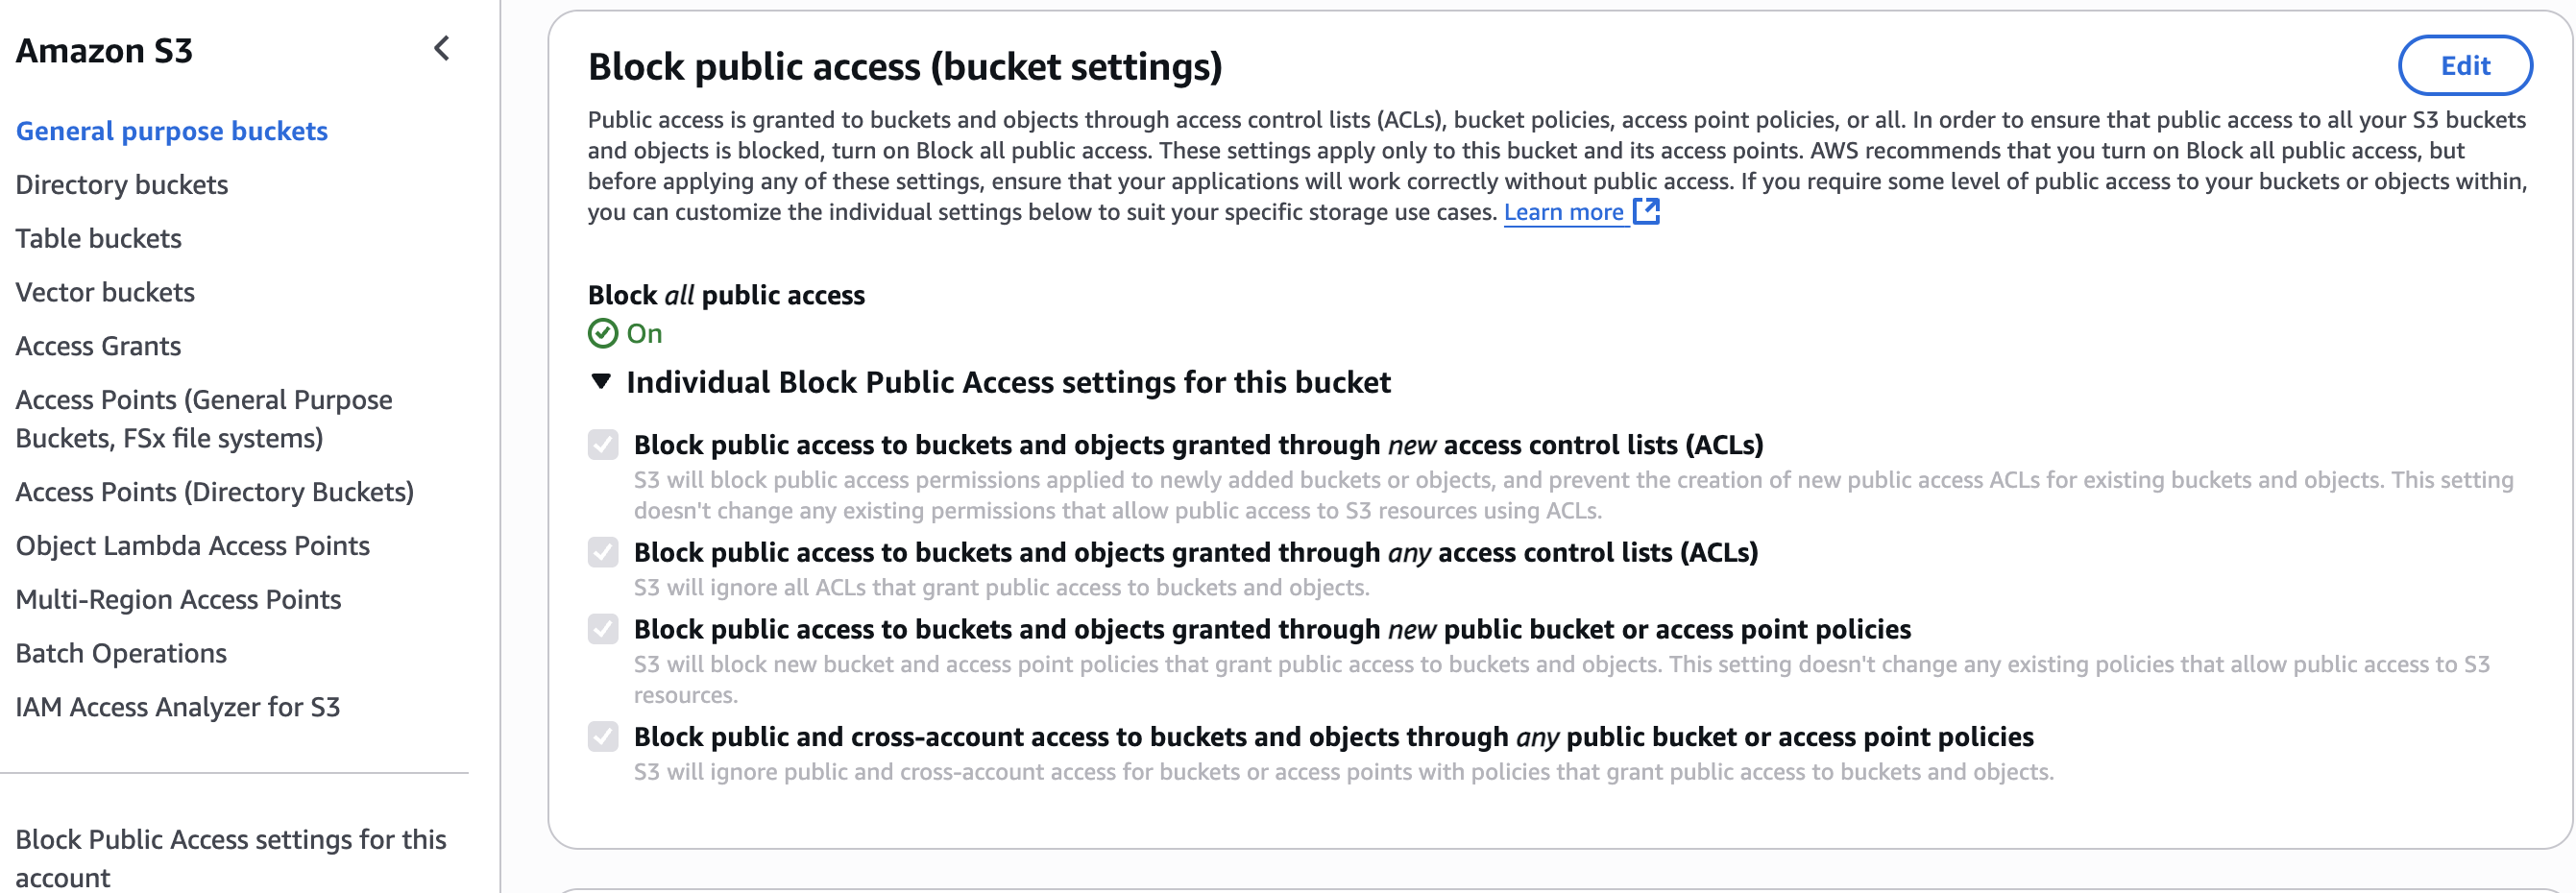 Amazon S3
General purpose buckets
Directory buckets
Table buckets
Vector buckets
Access Grants
Access Points (General Purpose
Buckets, FSx file systems)
Access Points (Directory Buckets)
Object Lambda Access Points
Multi-Region Access Points
Batch Operations
IAM Access Analyzer for S3
Block Public Access settings for this
account
Block public access (bucket settings)
Edit
Public access is granted to buckets and objects through access control lists (ACLs), bucket policies, access point policies, or all. In order to ensure that public access to all your S3 buckets
and objects is blocked, turn on Block all public access. These settings apply only to this bucket and its access points. AWS recommends that you turn on Block all public access, but
before applying any of these settings, ensure that your applications will work correctly without public access. If you require some level of public access to your buckets or objects within,
you can customize the individual settings below to suit your specific storage use cases. Learn more
Block all public access
On
Individual Block Public Access settings for this bucket
Block public access to buckets and objects granted through new access control lists (ACLs)
S3 will block public access permissions applied to newly added buckets or objects, and prevent the creation of new public access ACLs for existing buckets and objects. This setting
doesn't change any existing permissions that allow public access to S3 resources using ACLs.
Block public access to buckets and objects granted through any access control lists (ACLs)
S3 will ignore all ACLs that grant public access to buckets and objects.
Block public access to buckets and objects granted through new public bucket or access point policies
S3 will block new bucket and access point policies that grant public access to buckets and objects. This setting doesn't change any existing policies that allow public access to S3
resources.
Block public and cross-account access to buckets and objects through any public bucket or access point policies
S3 will ignore public and cross-account access for buckets or access points with policies that grant public access to buckets and objects.